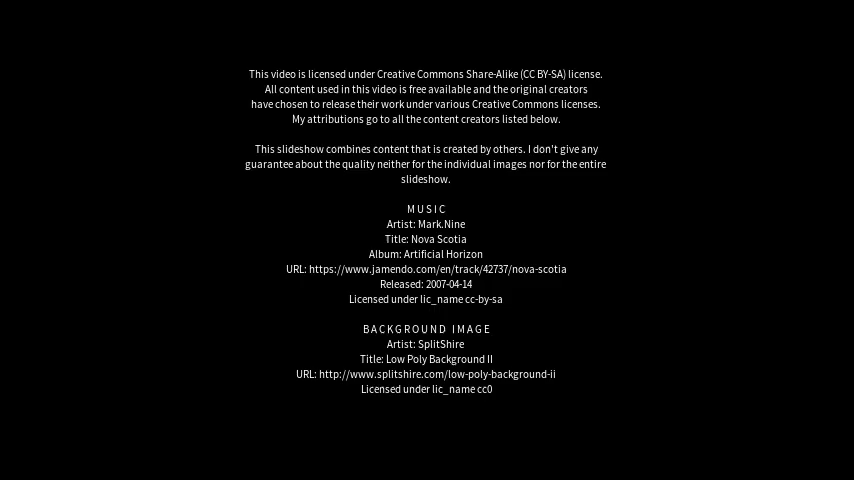 This video is licensed under Creative Commons Share-Alike (CC BY-SA) license.
All content used in this video is free available and the original creators
have chosen to release their work under various Creative Commons licenses.
My attributions go to all the content creators listed below.
This slideshow combines content that is created by others. I don't give any
guarantee about the quality neither for the individual images nor for the entire
slideshow.
MUSIC
Artist: Mark.Nine
Title: Nova Scotia
Album: Artificial Horizon
URL: https://www.jamendo.com/en/track/42737/nova-scotia
Released: 2007-04-14
Licensed under lic_name cc-by-sa
BACKGROUND IMAGE
Artist: SplitShire
Title: Low Poly Background II
URL: http://www.splitshire.com/low-poly-background-ii
Licensed under lic_name cc0